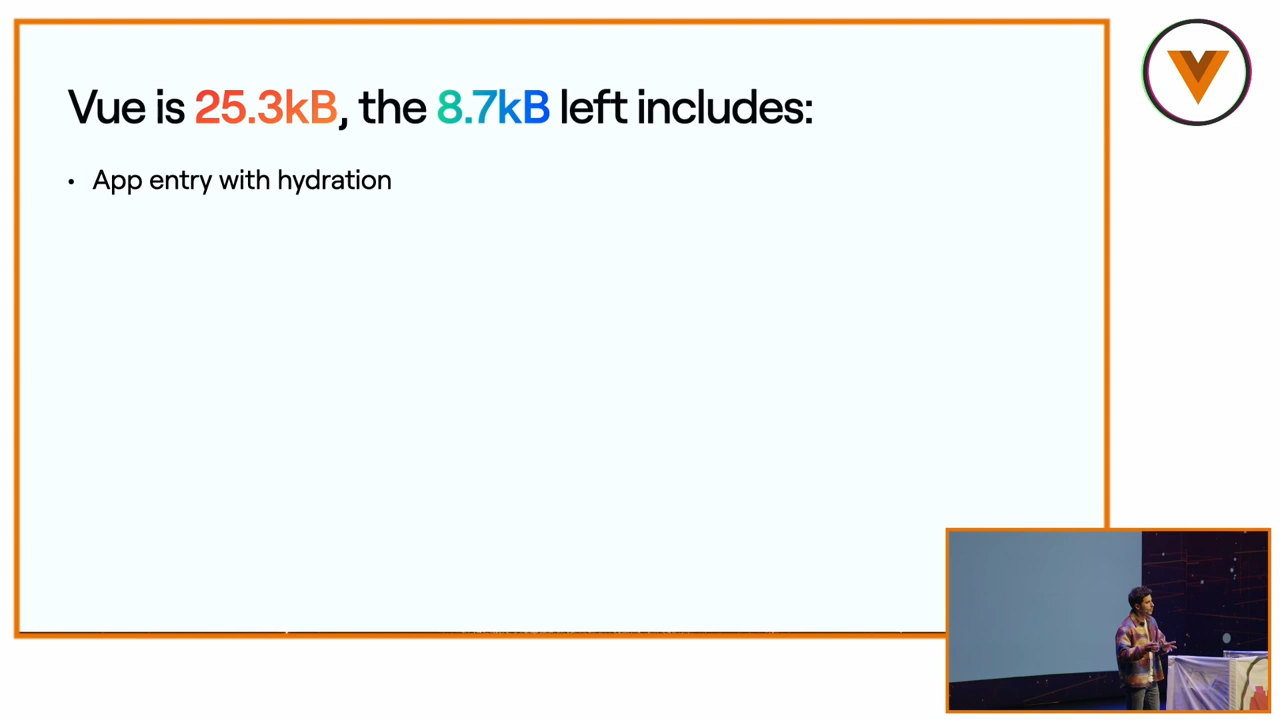 Vue is 25.3kB, the 8.7kB left includes:
• App entry with hydration